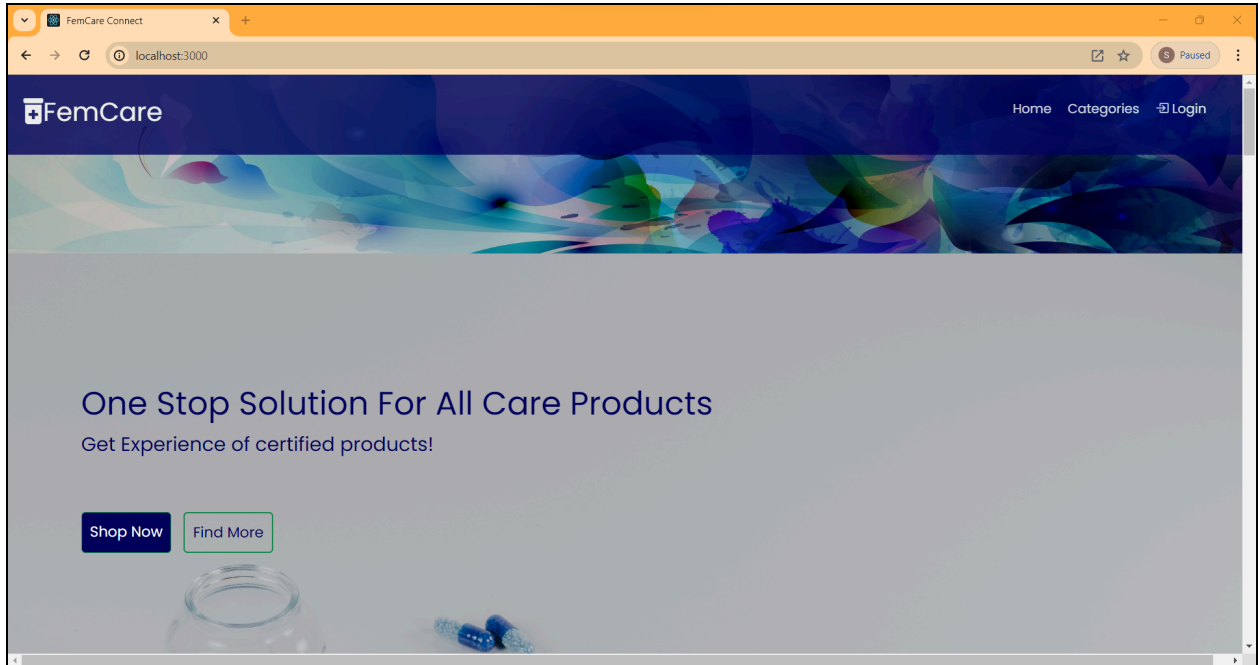 FemCare Connect
localhost:3000
S Paused
FemCare
Home Categories Login
One Stop Solution For All Care Products
Get Experience of certified products!
Shop Now Find More